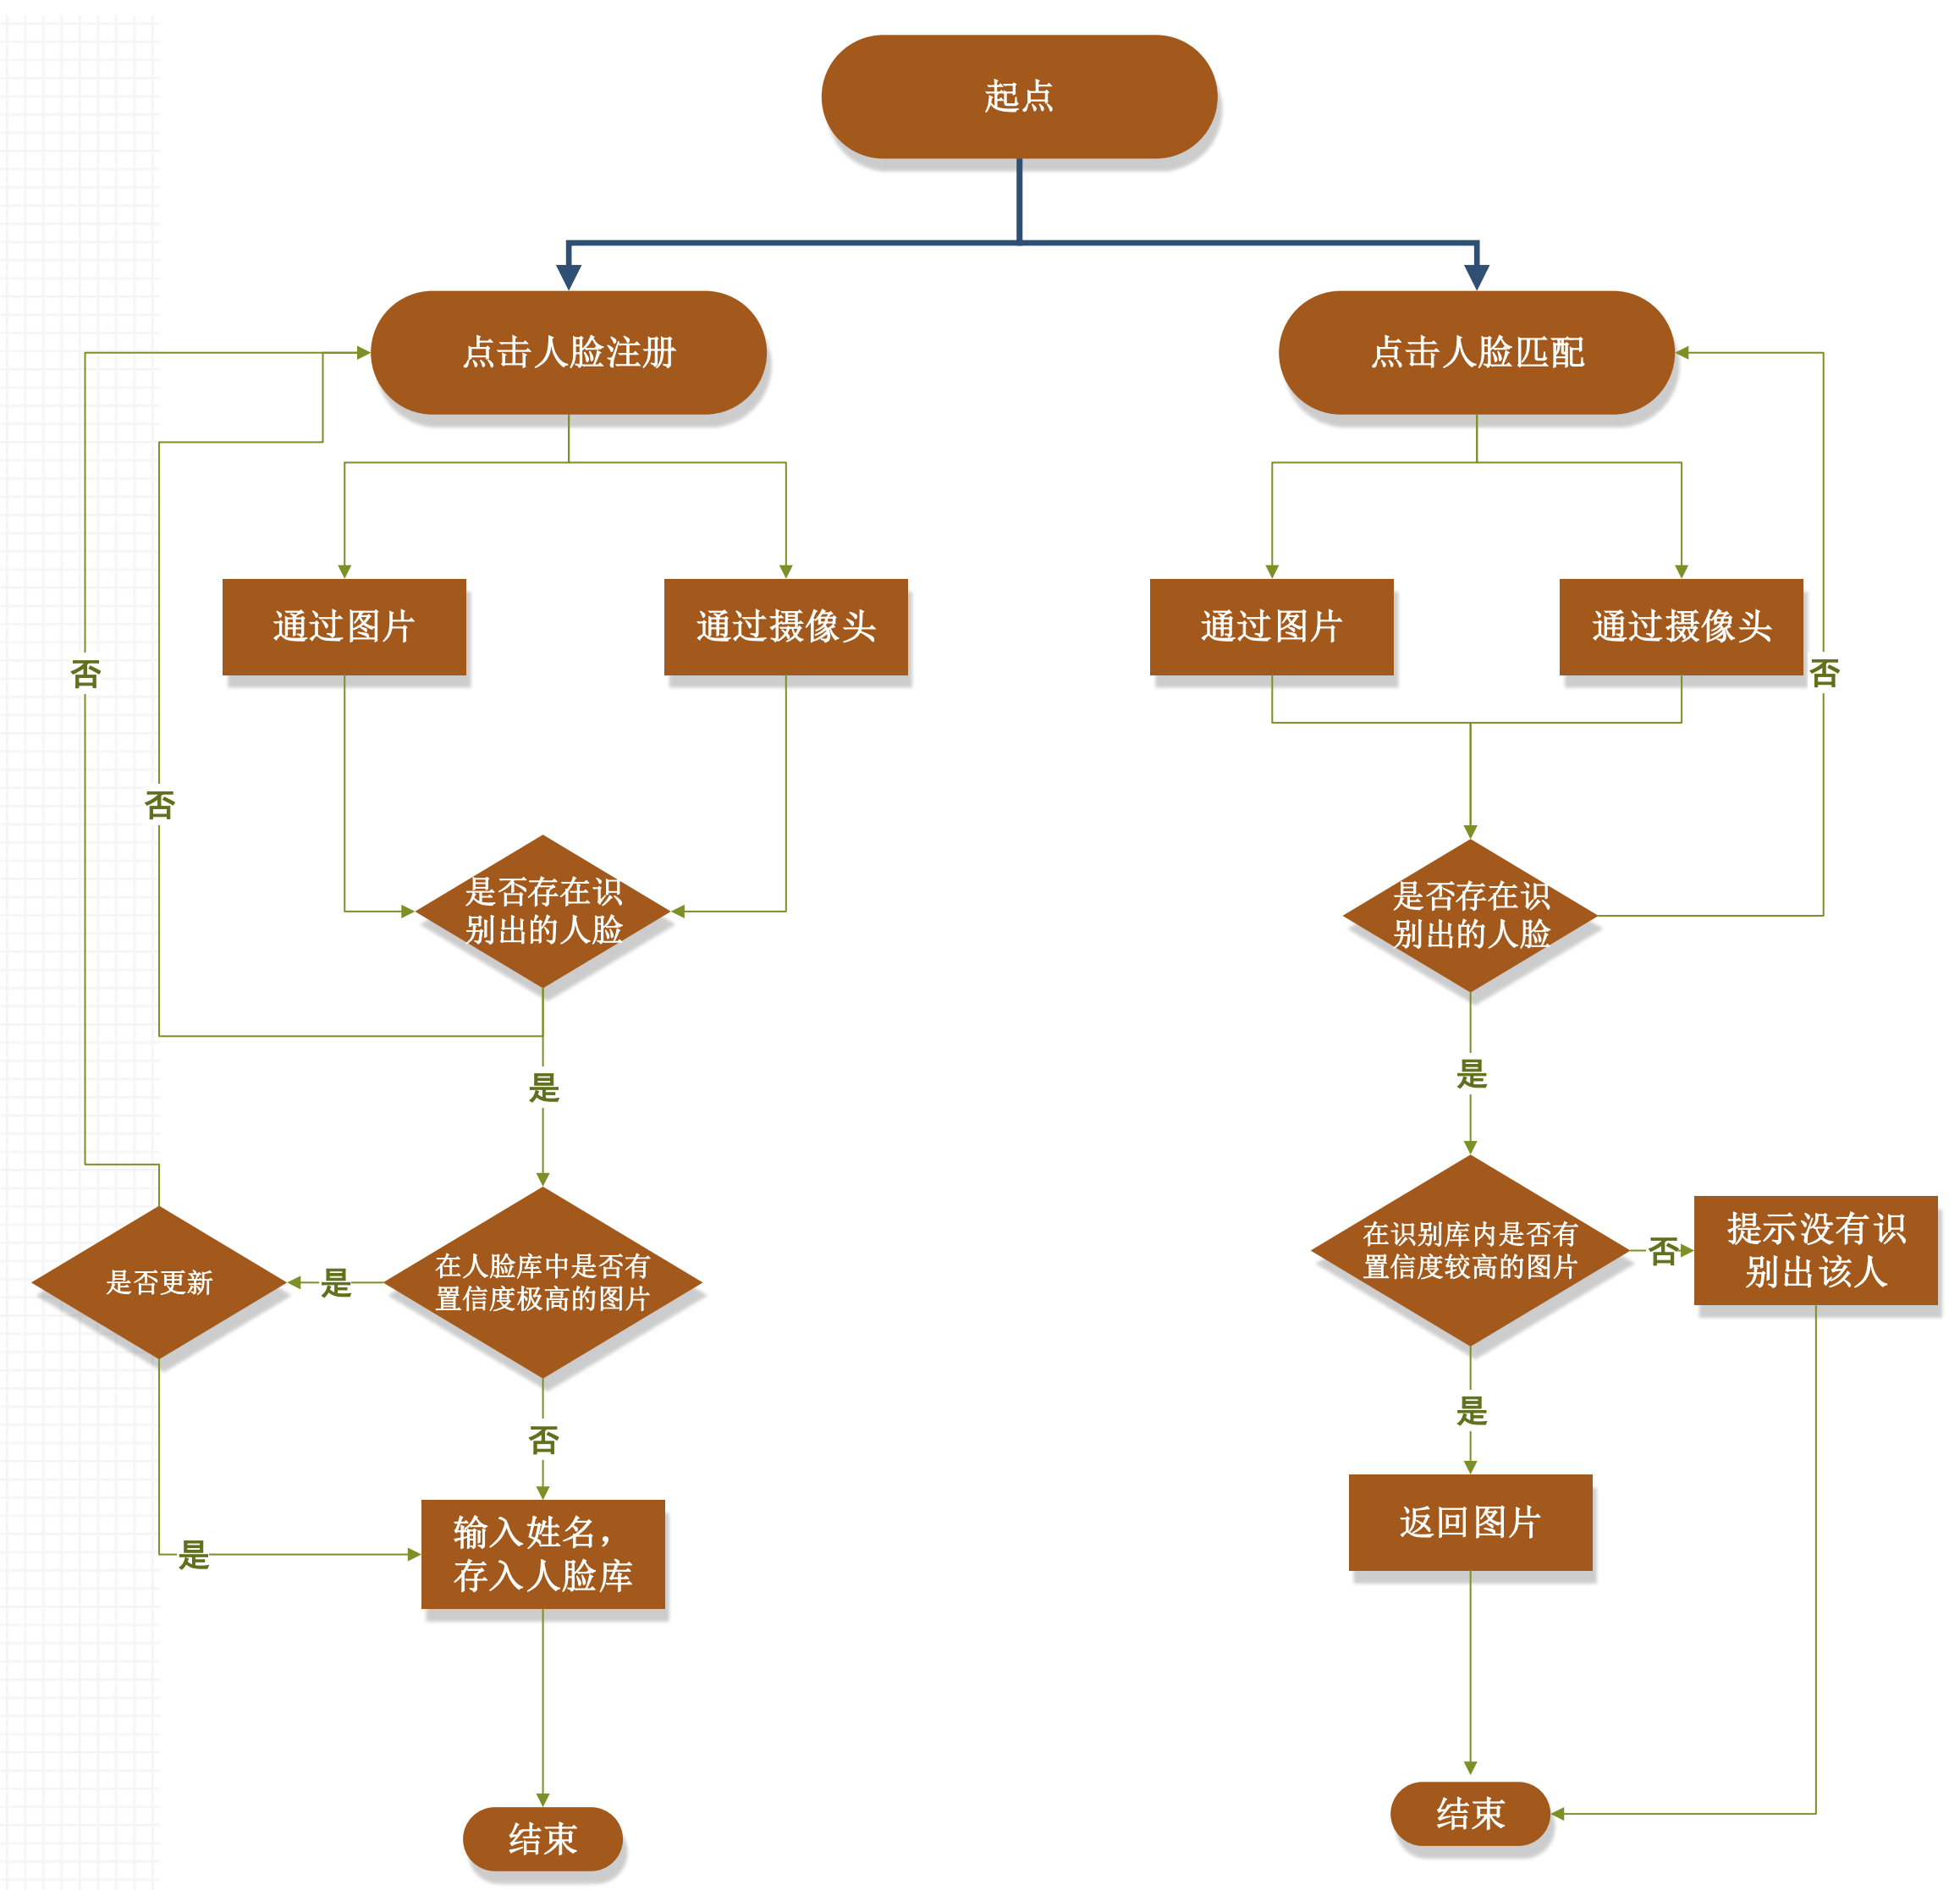 起点
点击人脸注册
点击人脸匹配
通过图片
通过摄像头
通过图片
通过摄像头
否
否
否
是否存在识
别出的人脸
是否存在识
别出的人脸
是
是
是否更新
是
在人脸库中是否有
置信度极高的图片
在识别库内是否有
置信度较高的图片
否
提示没有识
别出该人
否
是
是
输入姓名，
存入人脸库
返回图片
结束
结束